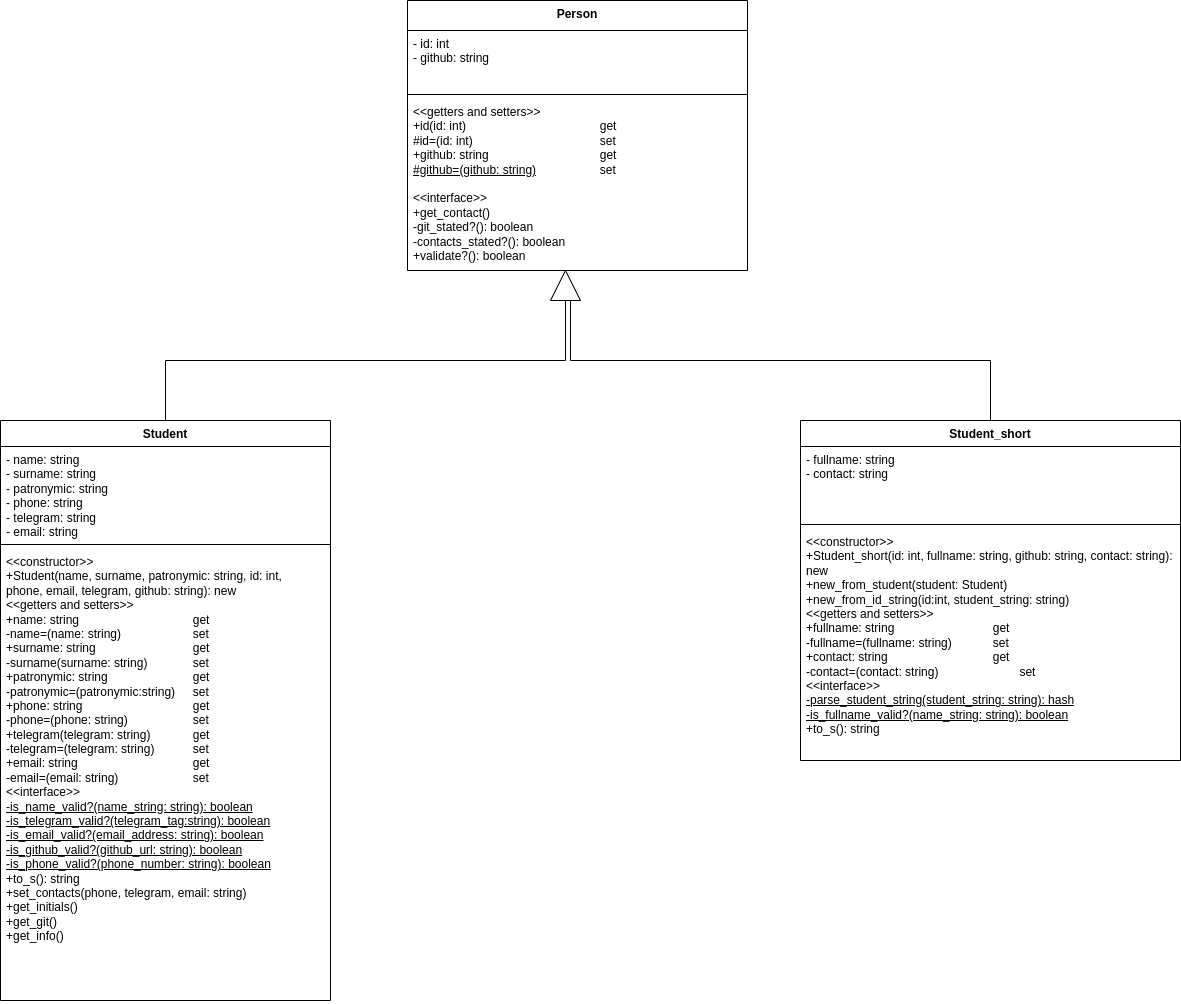 Person
- id: int
- github: string
<<getters and setters>>
+id(id: int) get
#id=(id: int) set
+github: string get
#github=(github: string) set
<<interface>>
+get_contact()
-git_stated?(): boolean
-contacts_stated?(): boolean
+validate?(): boolean
Student
- name: string
- surname: string
- patronymic: string
- phone: string
- telegram: string
- email: string
<<constructor>>
+Student(name, surname, patronymic: string, id: int,
phone, email, telegram, github: string): new
<<getters and setters>>
+name: string get
-name=(name: string) set
+surname: string get
-surname(surname: string) set
+patronymic: string get
-patronymic=(patronymic:string) set
+phone: string get
-phone=(phone: string) set
+telegram(telegram: string) get
-telegram=(telegram: string) set
+email: string get
-email=(email: string) set
<<interface>>
-is_name_valid?(name_string: string): boolean
-is_telegram_valid?(telegram_tag:string): boolean
-is_email_valid?(email_address: string): boolean
-is_github_valid?(github_url: string): boolean
-is_phone_valid?(phone_number: string): boolean
+to_s(): string
+set_contacts(phone, telegram, email: string)
+get_initials()
+get_git()
+get_info()
Student_short
- fullname: string
- contact: string
<<constructor>>
+Student_short(id: int, fullname: string, github: string, contact: string):
new
+new_from_student(student: Student)
+new_from_id_string(id:int, student_string: string)
<<getters and setters>>
+fullname: string get
-fullname=(fullname: string) set
+contact: string get
-contact=(contact: string) set
<<interface>>
-parse_student_string(student_string: string): hash
-is_fullname_valid?(name_string: string): boolean
+to_s(): string